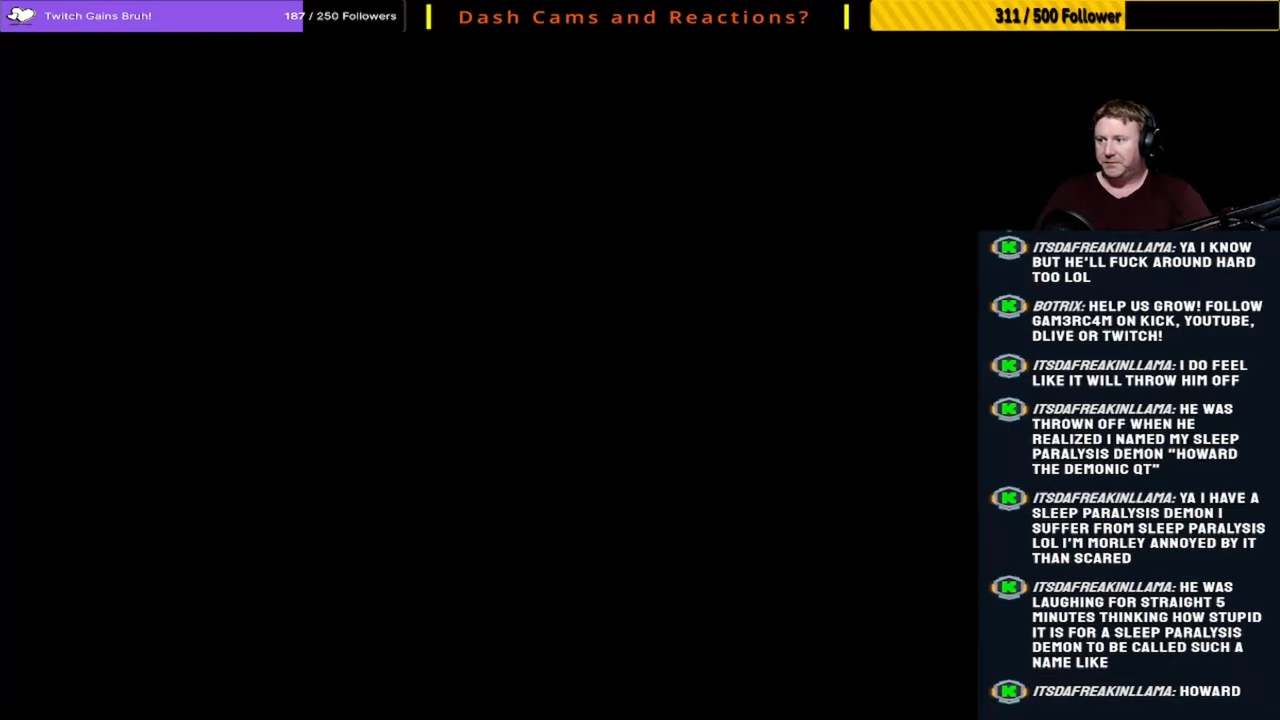 Twitch Gains Bruh!
187 / 250 Followers
Dash Cams and Reactions?
311 / 500 Follower
ITSDAFREAKINLLAMA: YA I KNOW
BUT HE'LL FUCK AROUND HARD
TOO LOL
BOTRIX: HELP US GROW! FOLLOW
GAM3RC4M ON KICK, YOUTUBE,
DLIVE OR TWITCH!
ITSDAFREAKINLLAMA: I DO FEEL
LIKE IT WILL THROW HIM OFF
ITSDAFREAKINLLAMA: HE WAS
THROWN OFF WHEN HE
REALIZED I NAMED MY SLEEP
PARALYSIS DEMON "HOWARD
THE DEMONIC QT"
ITSDAFREAKINLLAMA: YA I HAVE A
SLEEP PARALYSIS DEMON I
SUFFER FROM SLEEP PARALYSIS
LOL I'M MORLEY ANNOYED BY IT
THAN SCARED
ITSDAFREAKINLLAMA: HE WAS
LAUGHING FOR STRAIGHT 5
MINUTES THINKING HOW STUPID
IT IS FOR A SLEEP PARALYSIS
DEMON TO BE CALLED SUCH A
NAME LIKE
ITSDAFREAKINLLAMA: HOWARD